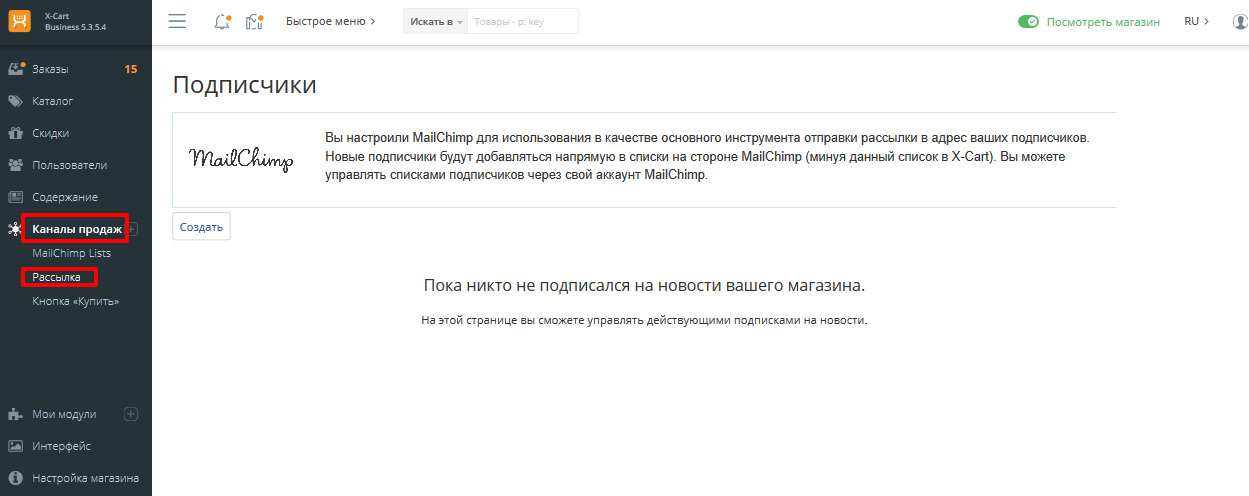 X-Cart
Business 5.3.5.4
Быстрое меню
Искать в
Товары - p: key
Посмотреть магазин
RU
Заказы 15
Каталог
Скидки
Пользователи
Содержание
Каналы продаж
MailChimp Lists
Рассылка
Кнопка «Купить»
Мои модули
Интерфейс
Настройка магазина
Подписчики
MailChimp
Вы настроили MailChimp для использования в качестве основного инструмента отправки рассылки в адрес ваших подписчиков.
Новые подписчики будут добавляться напрямую в списки на стороне MailChimp (минуя данный список в X-Cart). Вы можете
управлять списками подписчиков через свой аккаунт MailChimp.
Создать
Пока никто не подписался на новости вашего магазина.
На этой странице вы сможете управлять действующими подписками на новости.